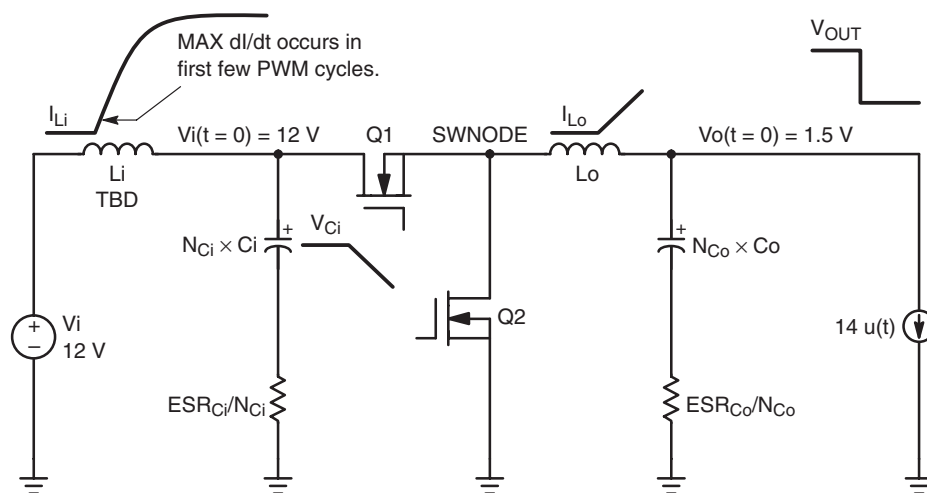 MAX dI/dt occurs in
first few PWM cycles.
V_OUT
I_Li
Vi(t = 0) = 12 V
Q1
SWNODE
I_Lo
Vo(t = 0) = 1.5 V
Li
TBD
Lo
V_Ci
N_Ci × Ci
+
N_Co × Co
+
Q2
+
−
Vi
12 V
14 u(t)
ESR_Ci/N_Ci
ESR_Co/N_Co